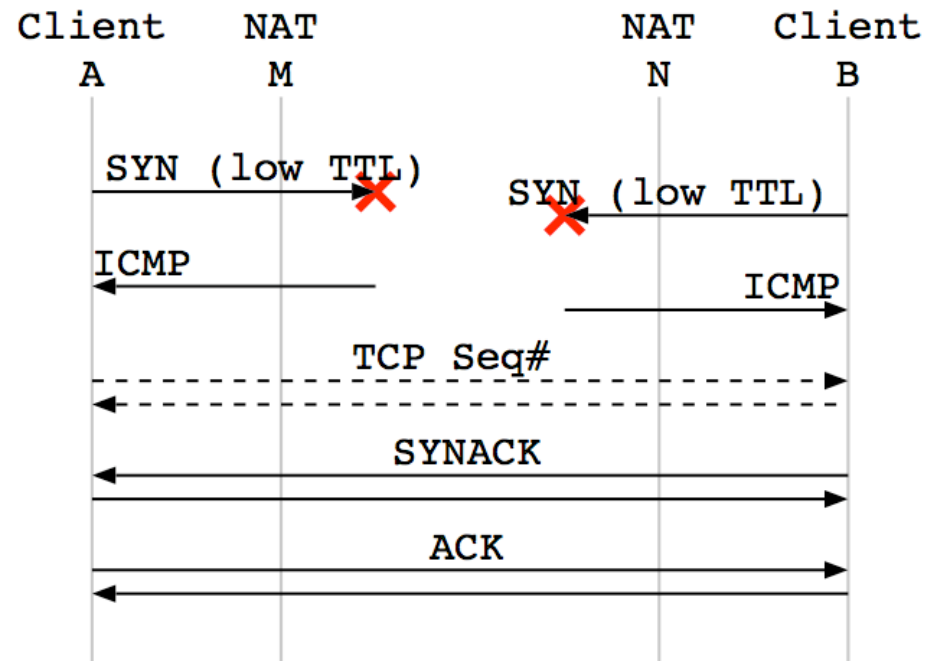 Client NAT NAT Client
A M N B
SYN (low TTL)
SYN (low TTL)
ICMP
ICMP
TCP Seq#
SYNACK
ACK